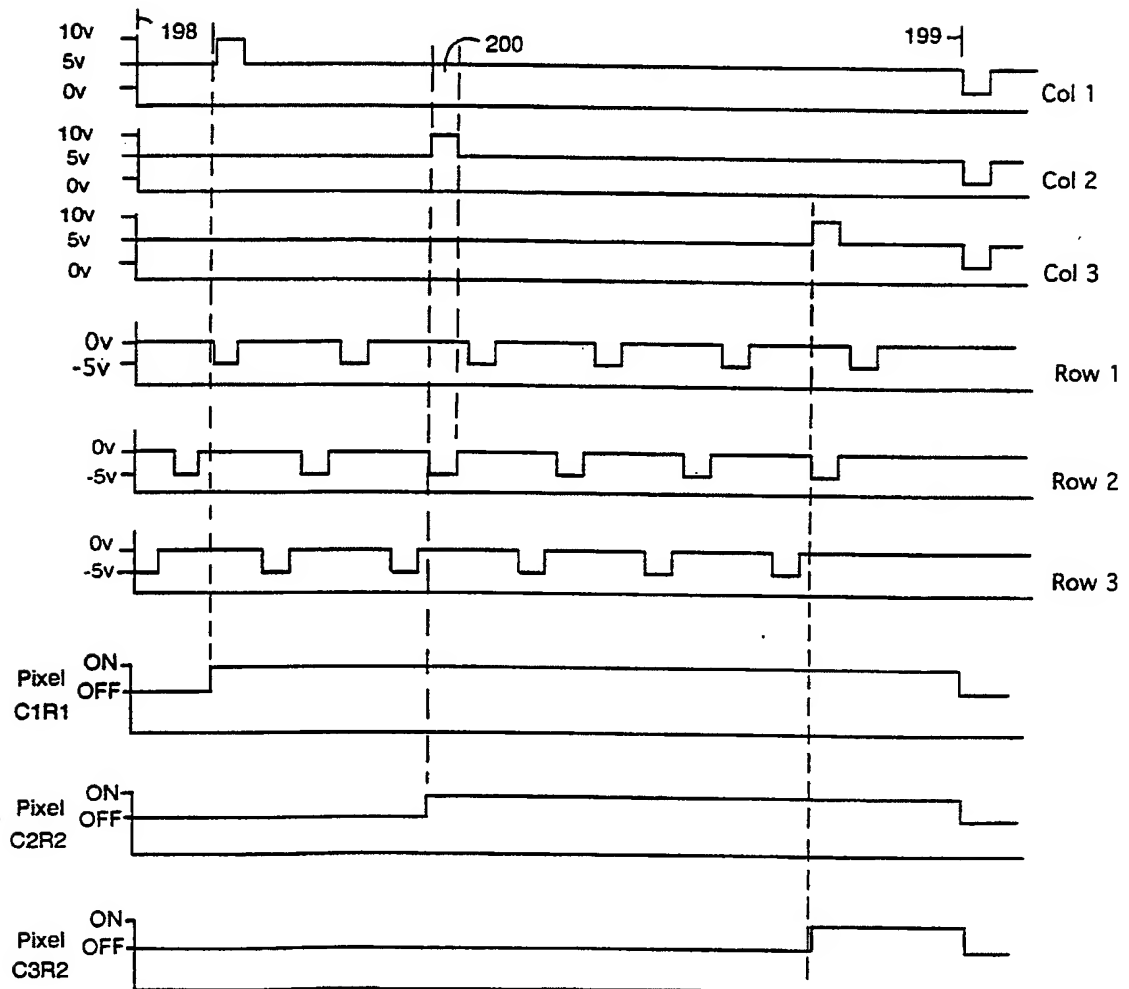 198
10v
5v
0v
200
199
Col 1
10v
5v
0v
Col 2
10v
5v
0v
Col 3
0v
-5v
Row 1
0v
-5v
Row 2
0v
-5v
Row 3
ON
Pixel
OFF
C1R1
ON
Pixel
OFF
C2R2
ON
Pixel
OFF
C3R2